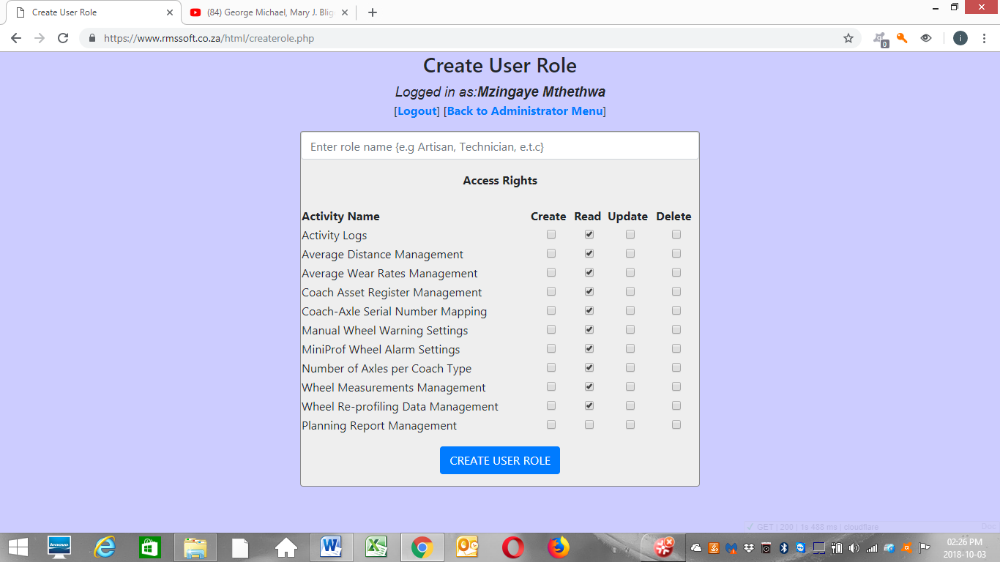 Create User Role
(84) George Michael, Mary J. Blig
https://www.rmssoft.co.za/html/createrole.php
0
i
Create User Role
Logged in as:Mzingaye Mthethwa
[Logout] [Back to Administrator Menu]
Enter role name {e.g Artisan, Technician, e.t.c}
Access Rights
Activity Name Create Read Update Delete
Activity Logs
Average Distance Management
Average Wear Rates Management
Coach Asset Register Management
Coach-Axle Serial Number Mapping
Manual Wheel Warning Settings
MiniProf Wheel Alarm Settings
Number of Axles per Coach Type
Wheel Measurements Management
Wheel Re-profiling Data Management
Planning Report Management
CREATE USER ROLE
GET | 200 | 1s 488 ms | cloudflare
Doc
lenovo
02:26 PM
2018-10-03